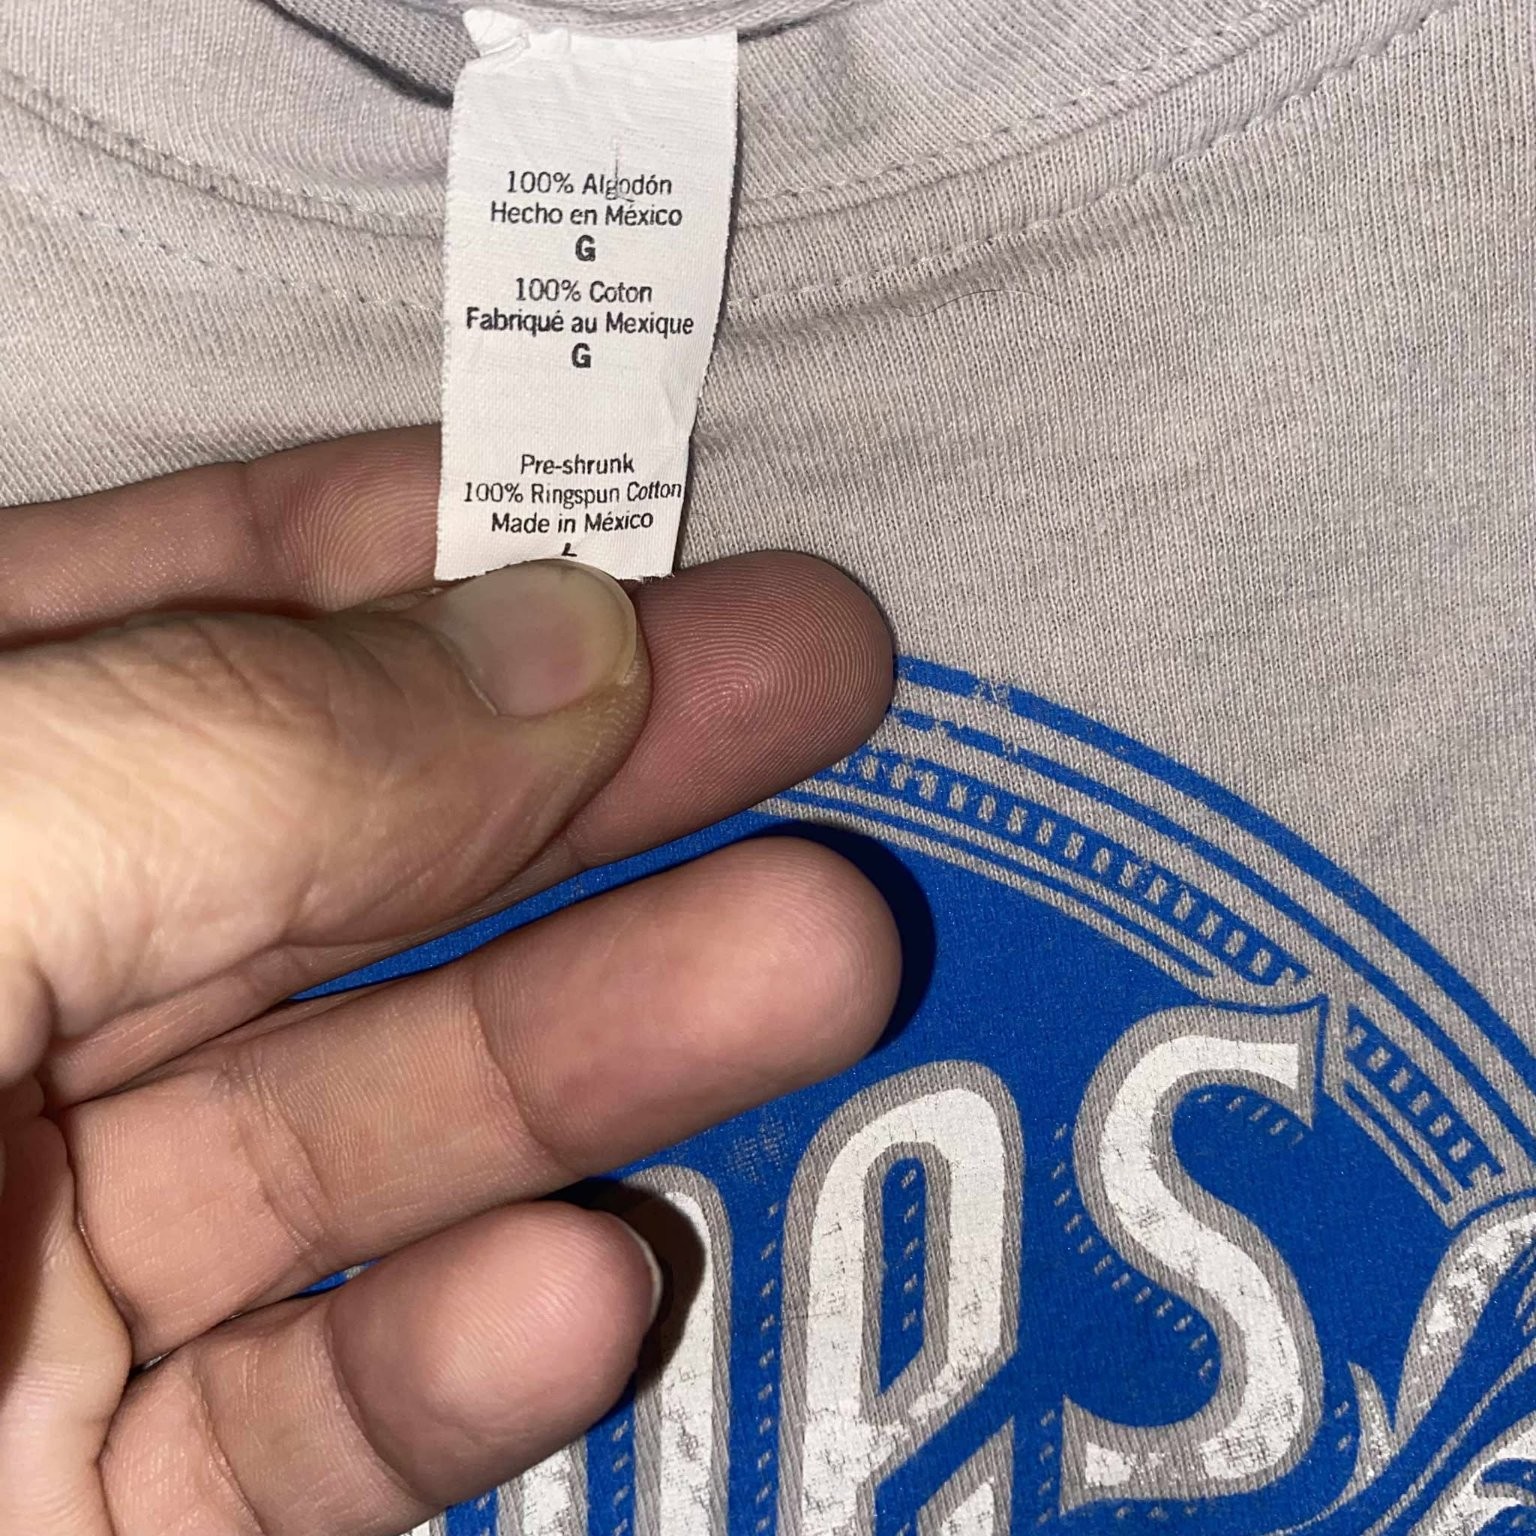 100% Algodón
Hecho en México
G
100% Coton
Fabriqué au Mexique
G
Pre-shrunk
100% Ringspun Cotton
Made in México
L